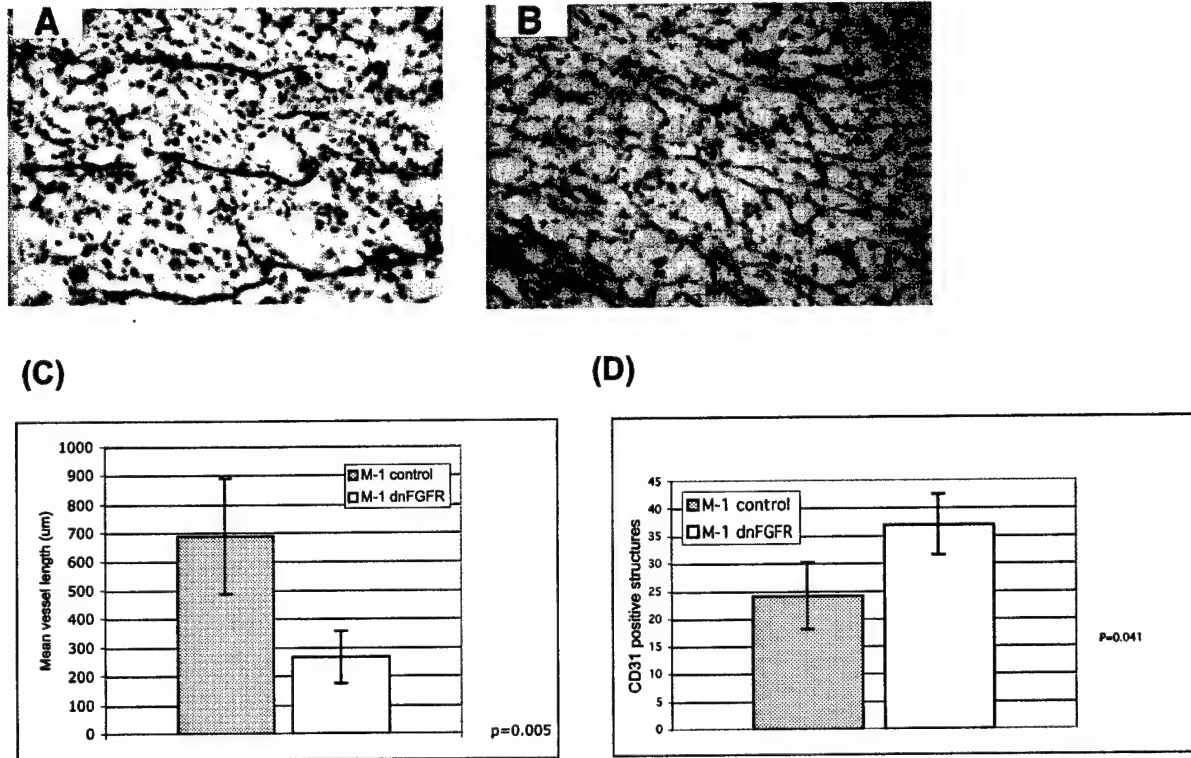 A
B
(C)
(D)
1000
900
800
700
600
500
400
300
200
100
0
Mean vessel length (um)
M-1 control
M-1 dnFGFR
p=0.005
45
40
35
30
25
20
15
10
5
0
CD31 positive structures
M-1 control
M-1 dnFGFR
P=0.041